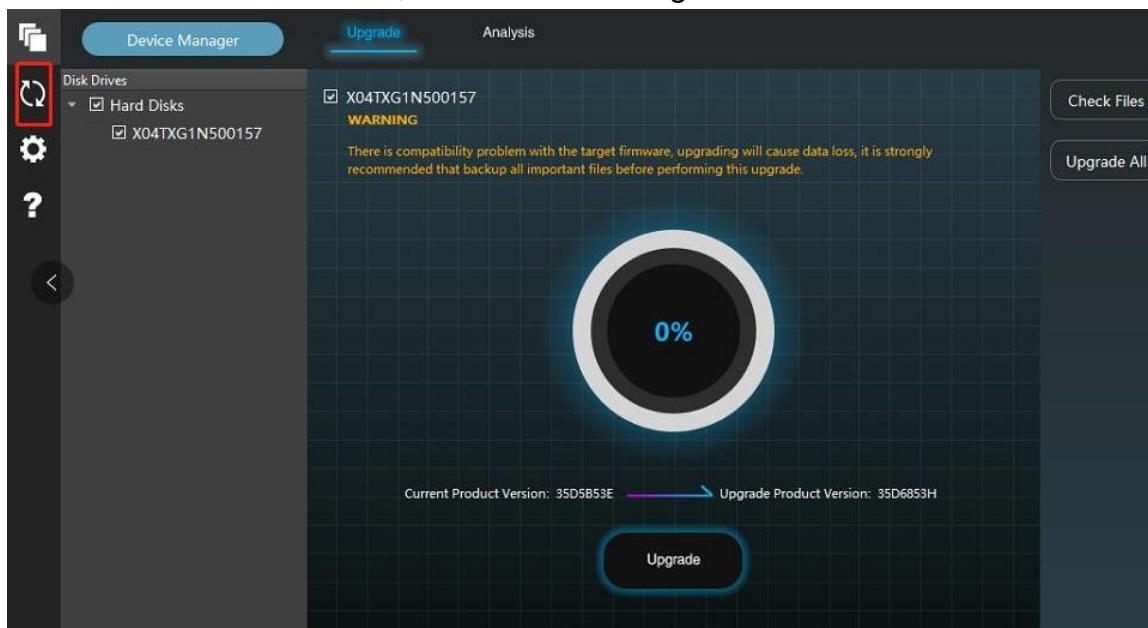 Device Manager
Upgrade
Analysis
Disk Drives
Hard Disks
X04TXG1N500157
X04TXG1N500157
WARNING
There is compatibility problem with the target firmware, upgrading will cause data loss, it is strongly
recommended that backup all important files before performing this upgrade.
Check Files
Upgrade All
?
0%
Current Product Version: 35D5B53E
Upgrade Product Version: 35D6853H
Upgrade